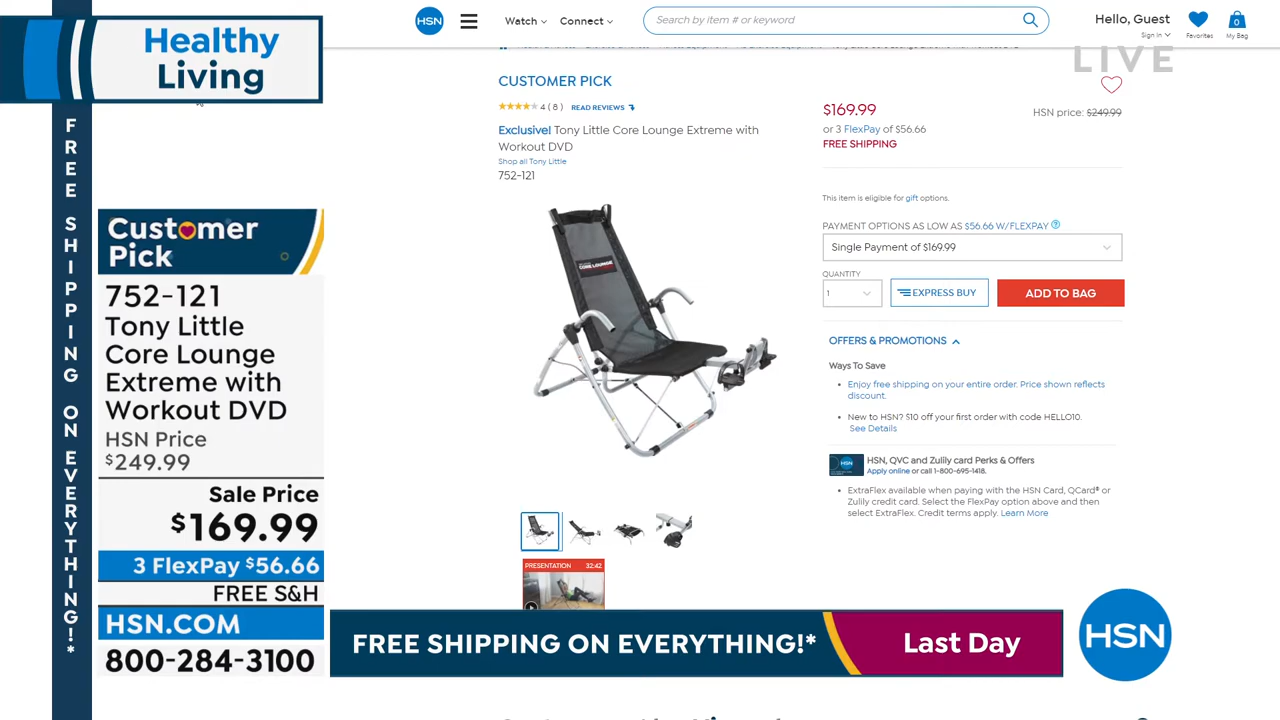 Healthy
Living
FREE SHIPPING ON EVERYTHING!*
Customer
Pick
752-121
Tony Little
Core Lounge
Extreme with
Workout DVD
HSN Price
$249.99
Sale Price
$169.99
3 FlexPay $56.66
FREE S&H
HSN.COM
800-284-3100
HSN
Watch
Connect
Search by item # or keyword
Hello, Guest
Sign in
Favorites
0
My Bag
LIVE
CUSTOMER PICK
4 ( 8 ) READ REVIEWS
Exclusive! Tony Little Core Lounge Extreme with
Workout DVD
Shop all Tony Little
752-121
CORE LOUNGE
PRESENTATION 32:42
$169.99
HSN price: $249.99
or 3 FlexPay of $56.66
FREE SHIPPING
This item is eligible for gift options.
PAYMENT OPTIONS AS LOW AS $56.66 W/FLEXPAY
Single Payment of $169.99
QUANTITY
1
EXPRESS BUY
ADD TO BAG
OFFERS & PROMOTIONS
Ways To Save
Enjoy free shipping on your entire order. Price shown reflects
discount.
New to HSN? $10 off your first order with code HELLO10.
See Details
HSN
HSN, QVC and Zulily card Perks & Offers
Apply online or call 1-800-695-1418.
ExtraFlex available when paying with the HSN Card, QCard® or
Zulily credit card. Select the FlexPay option above and then
select ExtraFlex. Credit terms apply. Learn More
FREE SHIPPING ON EVERYTHING!*
Last Day
HSN